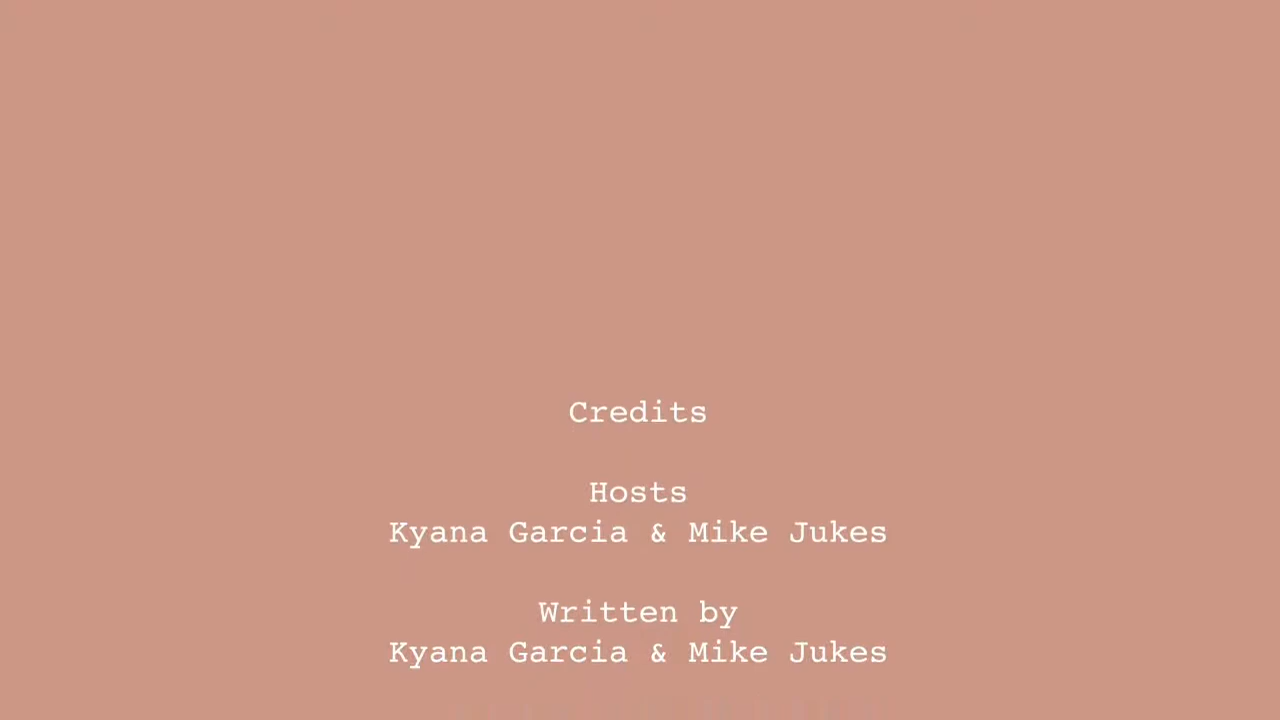 Credits
Hosts
Kyana Garcia & Mike Jukes
Written by
Kyana Garcia & Mike Jukes